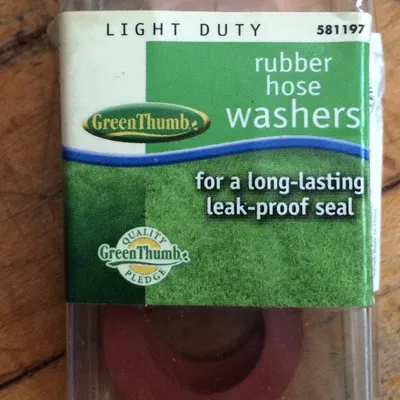 LIGHT DUTY
581197
rubber
hose
washers
GreenThumb
for a long-lasting
leak-proof seal
QUALITY
GreenThumb
PLEDGE